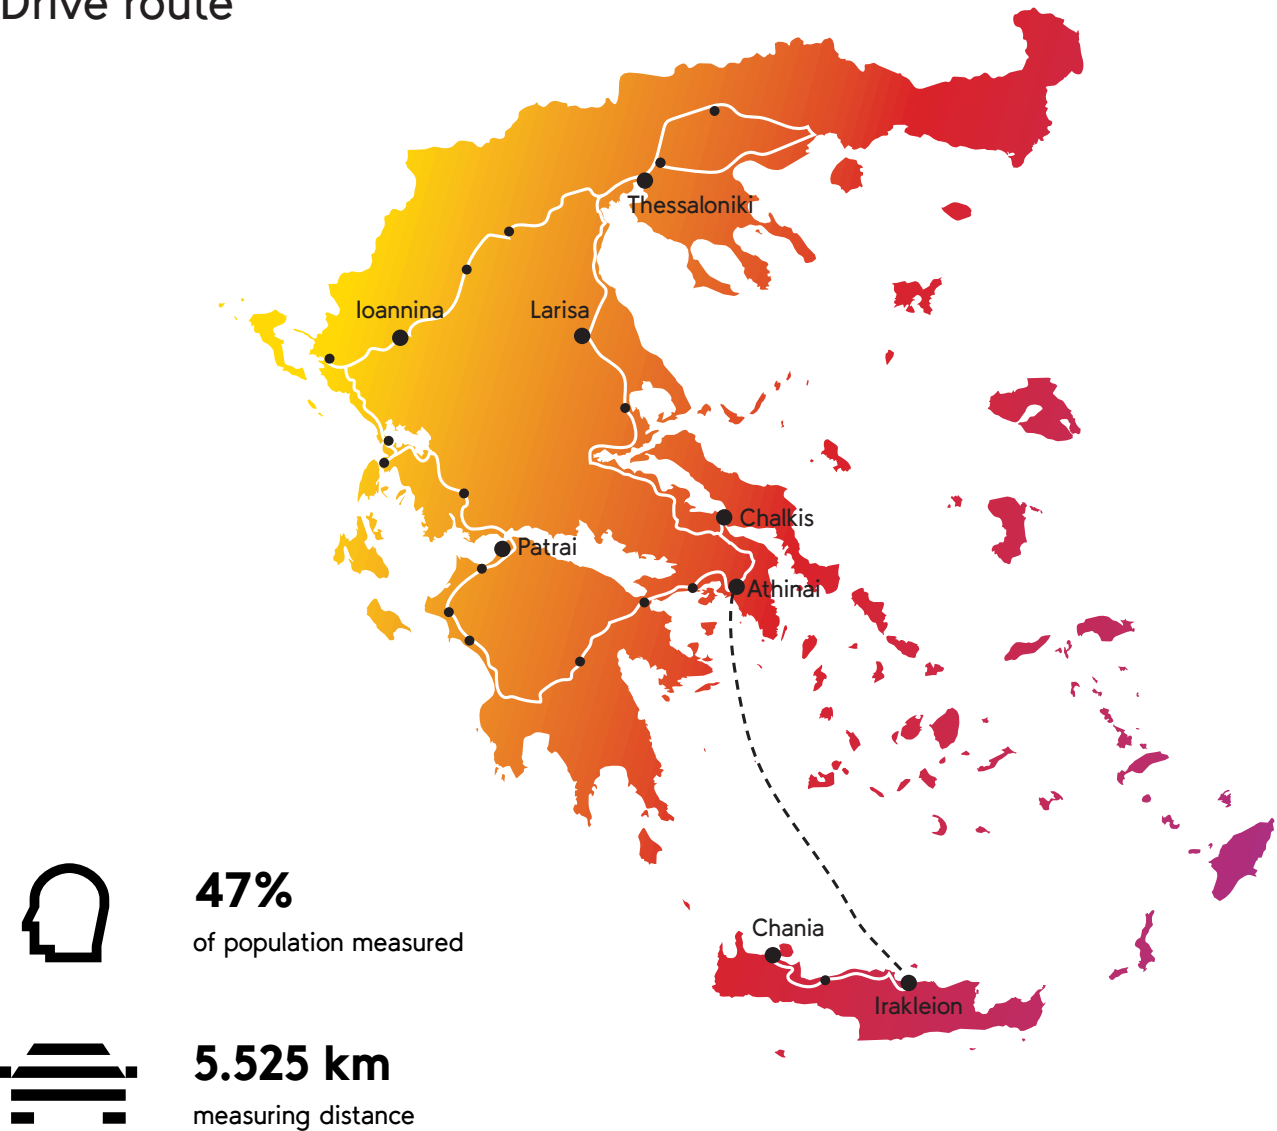 Drive route
Thessaloniki
Ioannina
Larisa
Chalkis
Patrai
Athinai
47%
of population measured
Chania
Irakleion
5.525 km
measuring distance